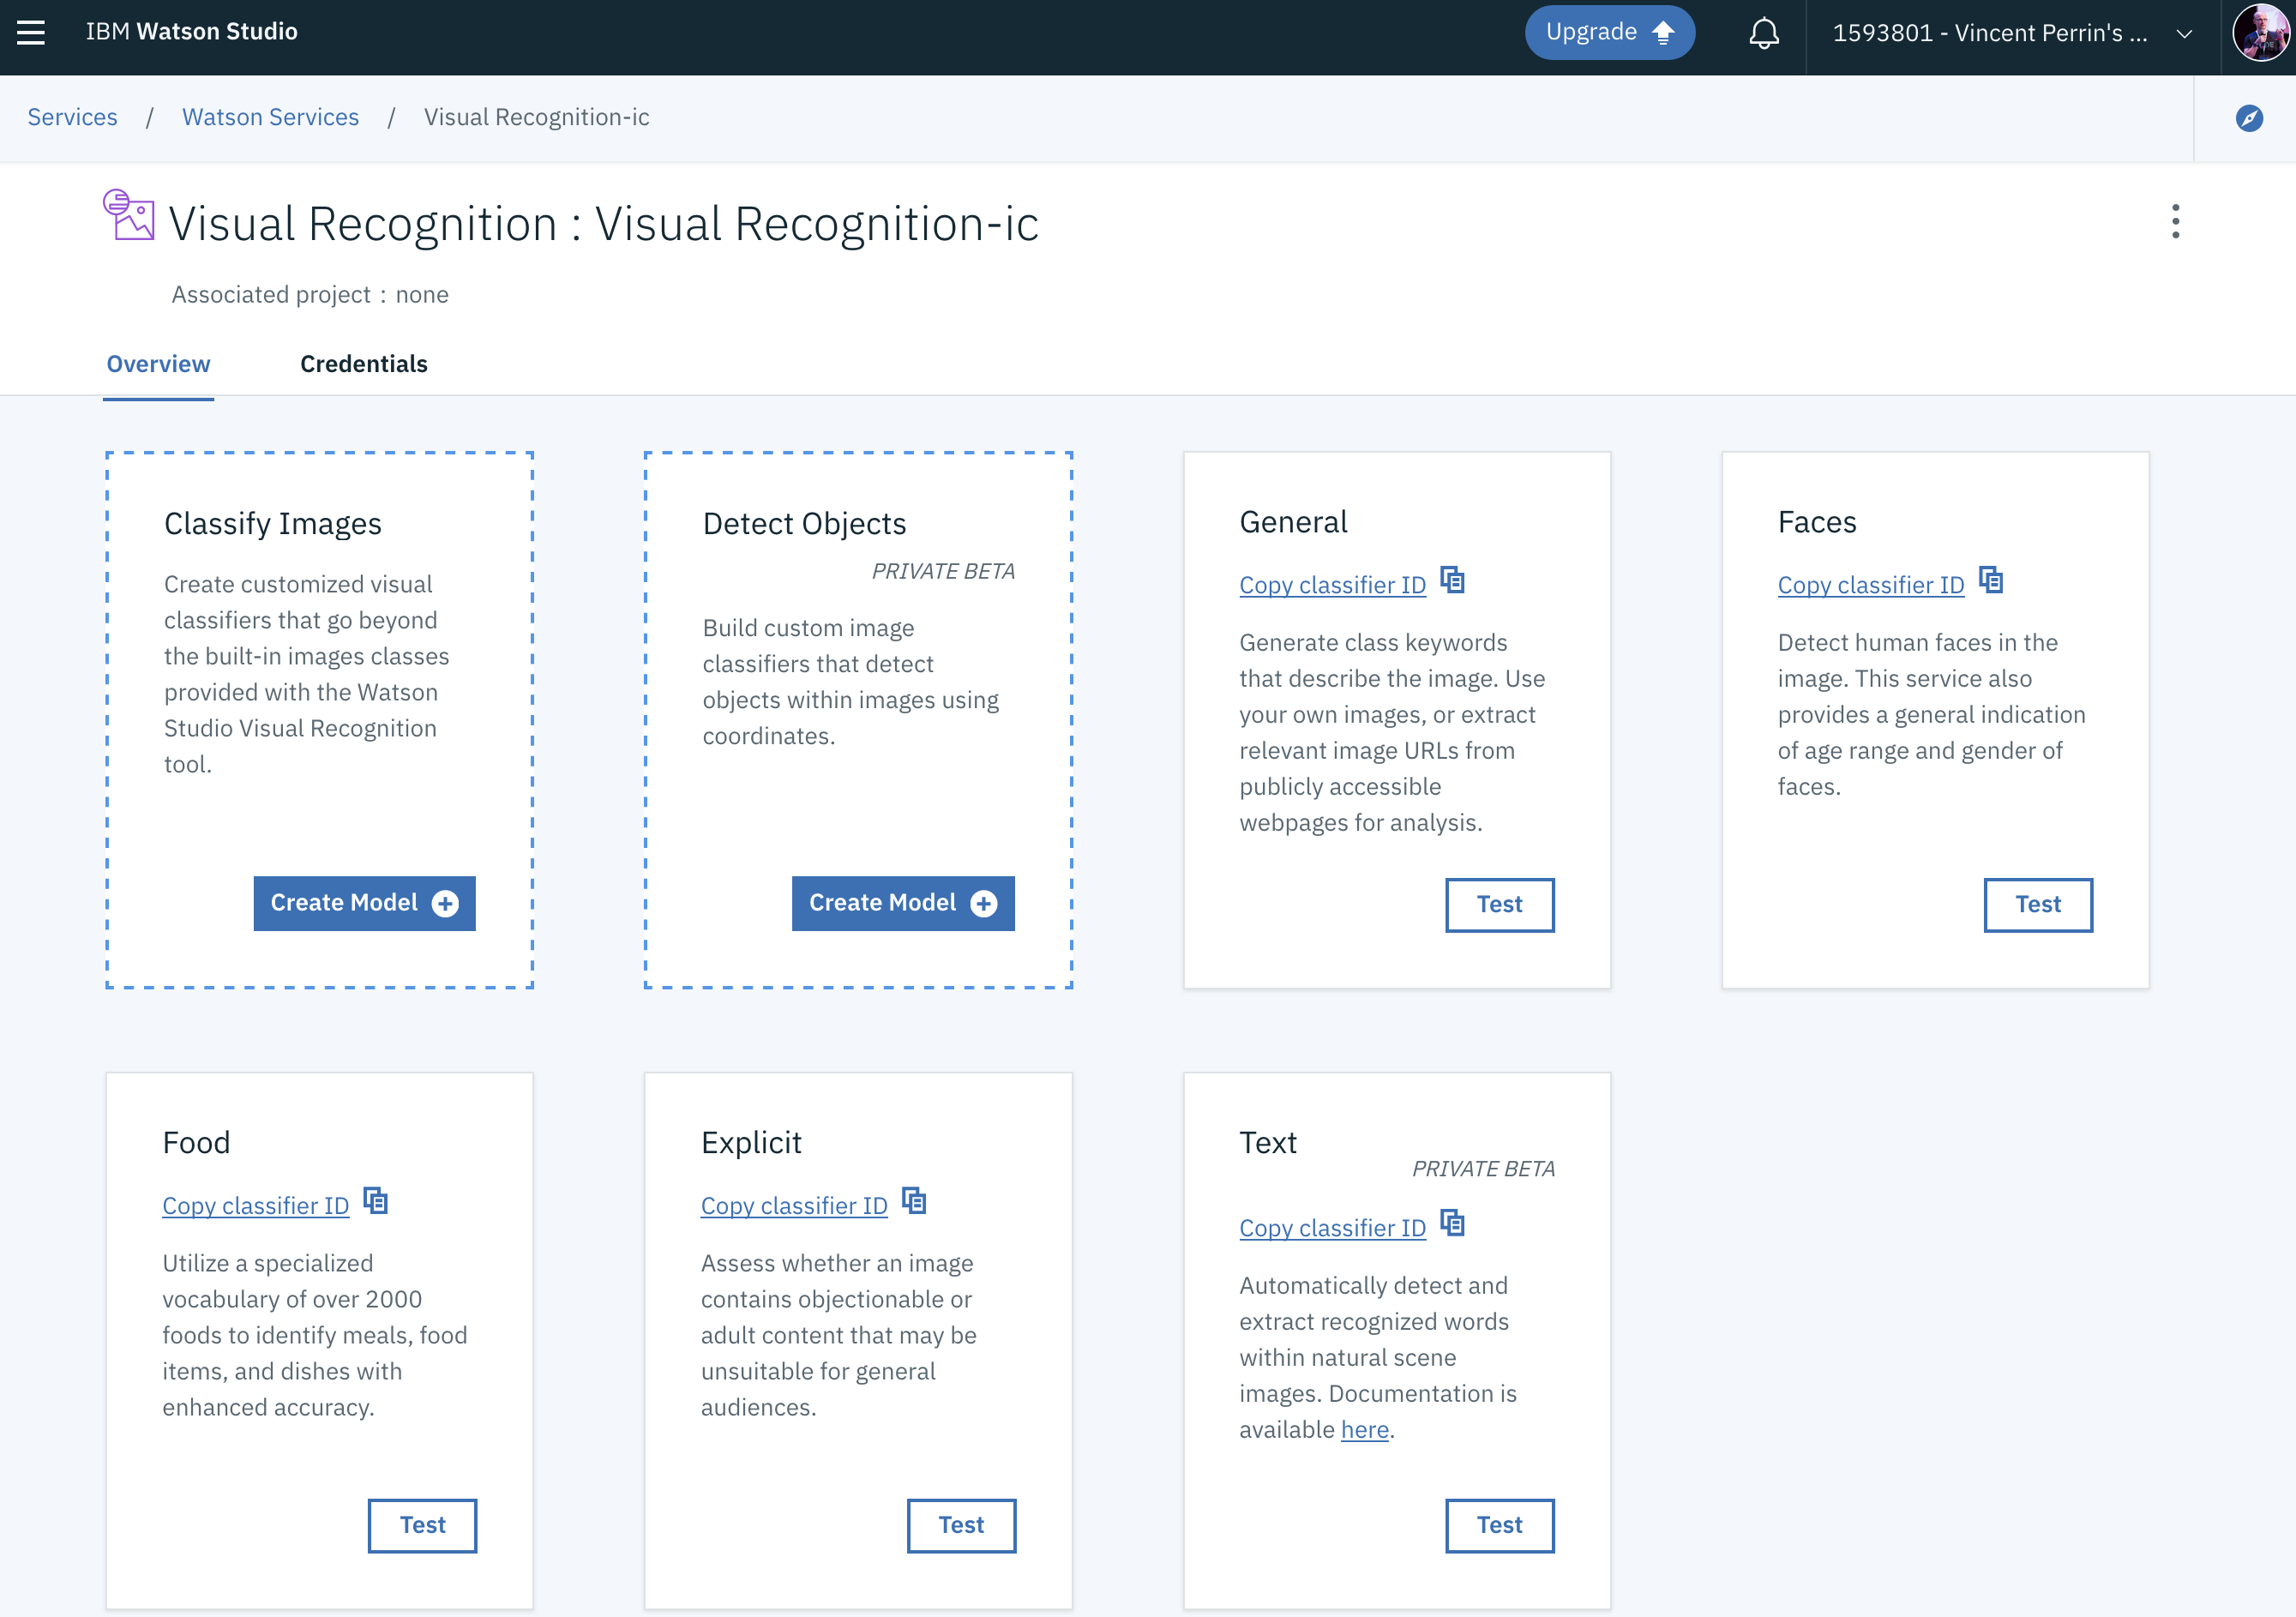 IBM Watson Studio
Upgrade
1593801 - Vincent Perrin's ...
Services / Watson Services / Visual Recognition-ic
Visual Recognition : Visual Recognition-ic
Associated project : none
Overview
Credentials
Classify Images
Create customized visual
classifiers that go beyond
the built-in images classes
provided with the Watson
Studio Visual Recognition
tool.
Create Model
Detect Objects
PRIVATE BETA
Build custom image
classifiers that detect
objects within images using
coordinates.
Create Model
General
Copy classifier ID
Generate class keywords
that describe the image. Use
your own images, or extract
relevant image URLs from
publicly accessible
webpages for analysis.
Test
Faces
Copy classifier ID
Detect human faces in the
image. This service also
provides a general indication
of age range and gender of
faces.
Test
Food
Copy classifier ID
Utilize a specialized
vocabulary of over 2000
foods to identify meals, food
items, and dishes with
enhanced accuracy.
Test
Explicit
Copy classifier ID
Assess whether an image
contains objectionable or
adult content that may be
unsuitable for general
audiences.
Test
Text
PRIVATE BETA
Copy classifier ID
Automatically detect and
extract recognized words
within natural scene
images. Documentation is
available here.
Test